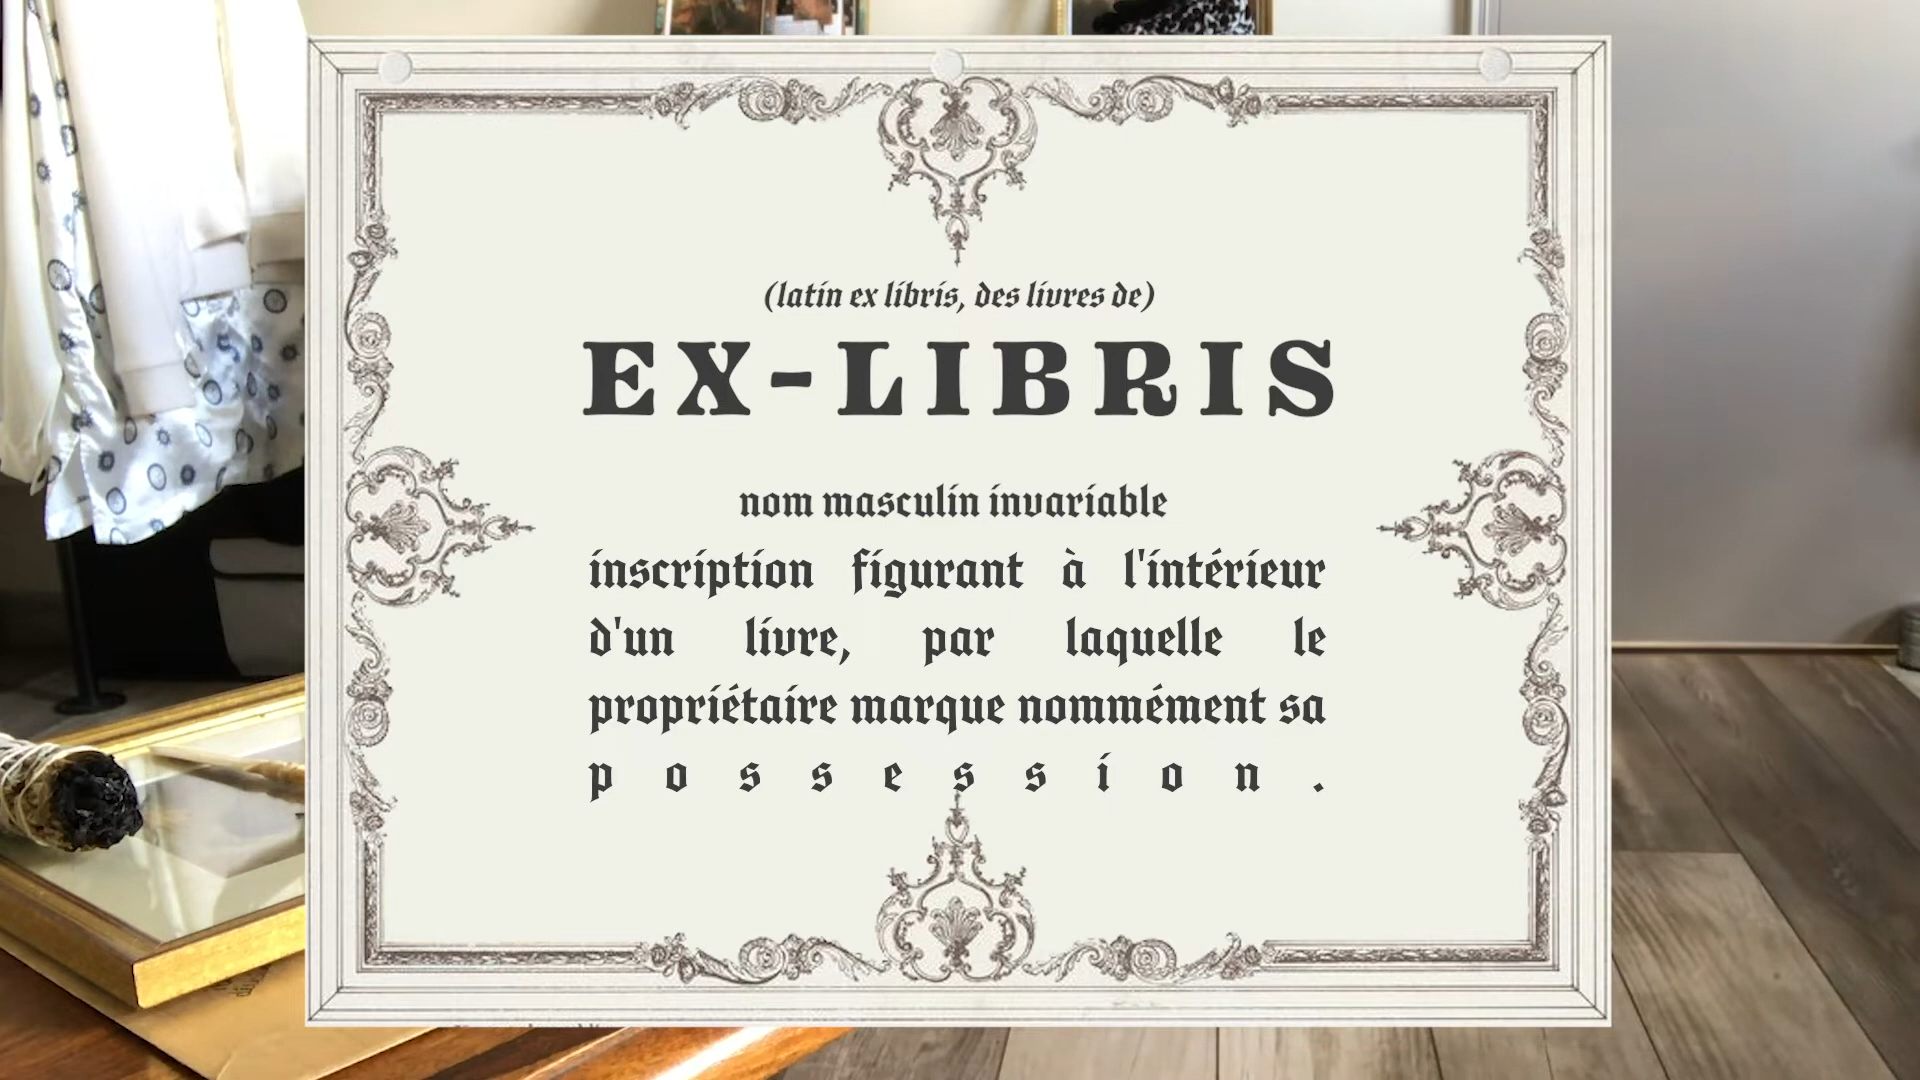 (latin ex libris, des livres de)
EX-LIBRIS
nom masculin invariable
inscription figurant à l'intérieur
d'un livre, par laquelle le
propriétaire marque nommément sa
possession.